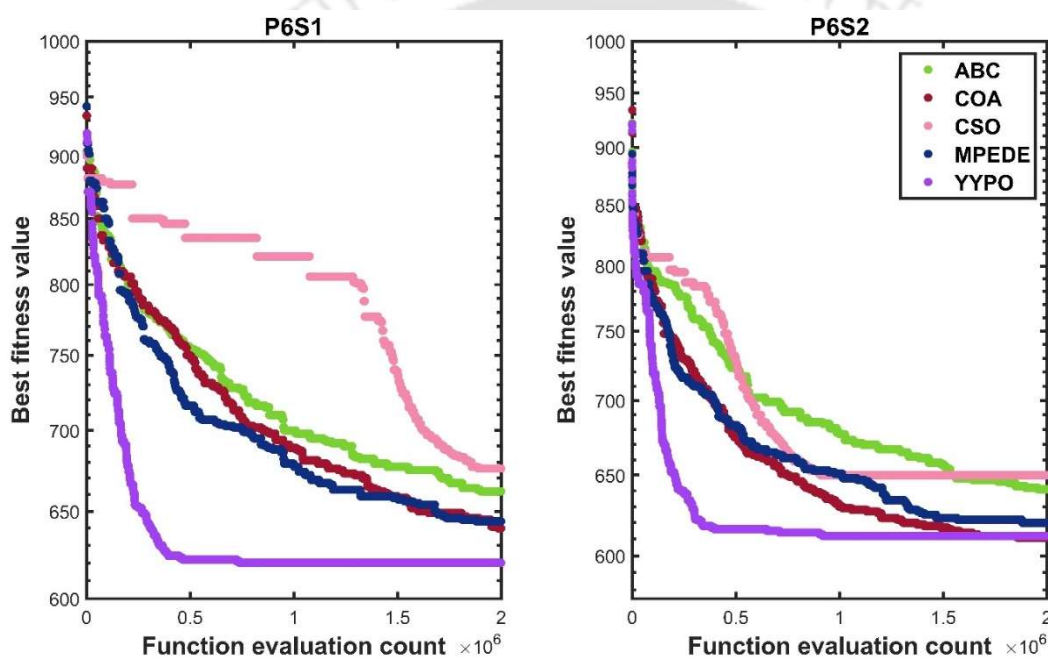 P6S1
1000
950
900
850
800
750
700
650
600
Best fitness value
0
0.5
1
1.5
2
Function evaluation count ×10^6
P6S2
1000
950
900
850
800
750
700
650
600
Best fitness value
0
0.5
1
1.5
2
Function evaluation count ×10^6
ABC
COA
CSO
MPEDE
YYPO